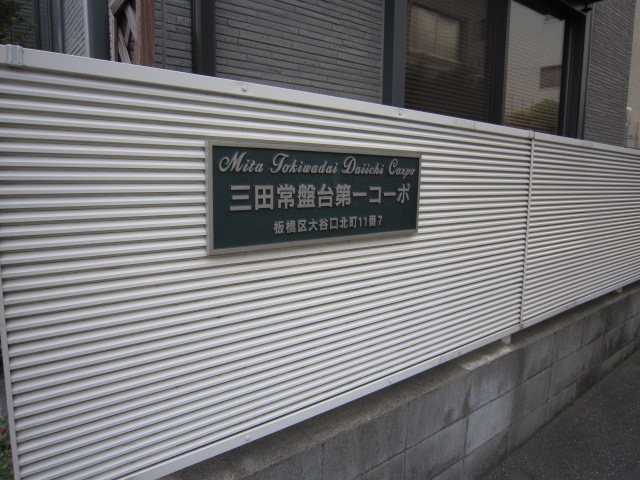 Mita Tokiwadai Daiichi Corpo
三田常盤台第一コーポ
板橋区大谷口北町11番7